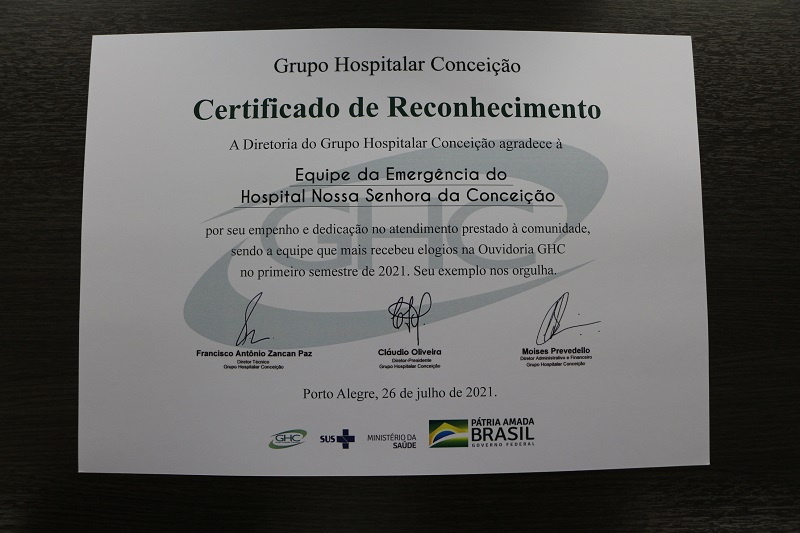 Grupo Hospitalar Conceição
Certificado de Reconhecimento
A Diretoria do Grupo Hospitalar Conceição agradece à
Equipe da Emergência do
Hospital Nossa Senhora da Conceição
por seu empenho e dedicação no atendimento prestado à comunidade,
sendo a equipe que mais recebeu elogios na Ouvidoria GHC
no primeiro semestre de 2021. Seu exemplo nos orgulha.
GHC
Francisco Antônio Zancan Paz
Diretor Técnico
Grupo Hospitalar Conceição
Cláudio Oliveira
Diretor-Presidente
Grupo Hospitalar Conceição
Moises Prevedello
Diretor Administrativo e Financeiro
Grupo Hospitalar Conceição
Porto Alegre, 26 de julho de 2021.
GHC
SUS
MINISTÉRIO DA
SAÚDE
PÁTRIA AMADA
BRASIL
GOVERNO FEDERAL